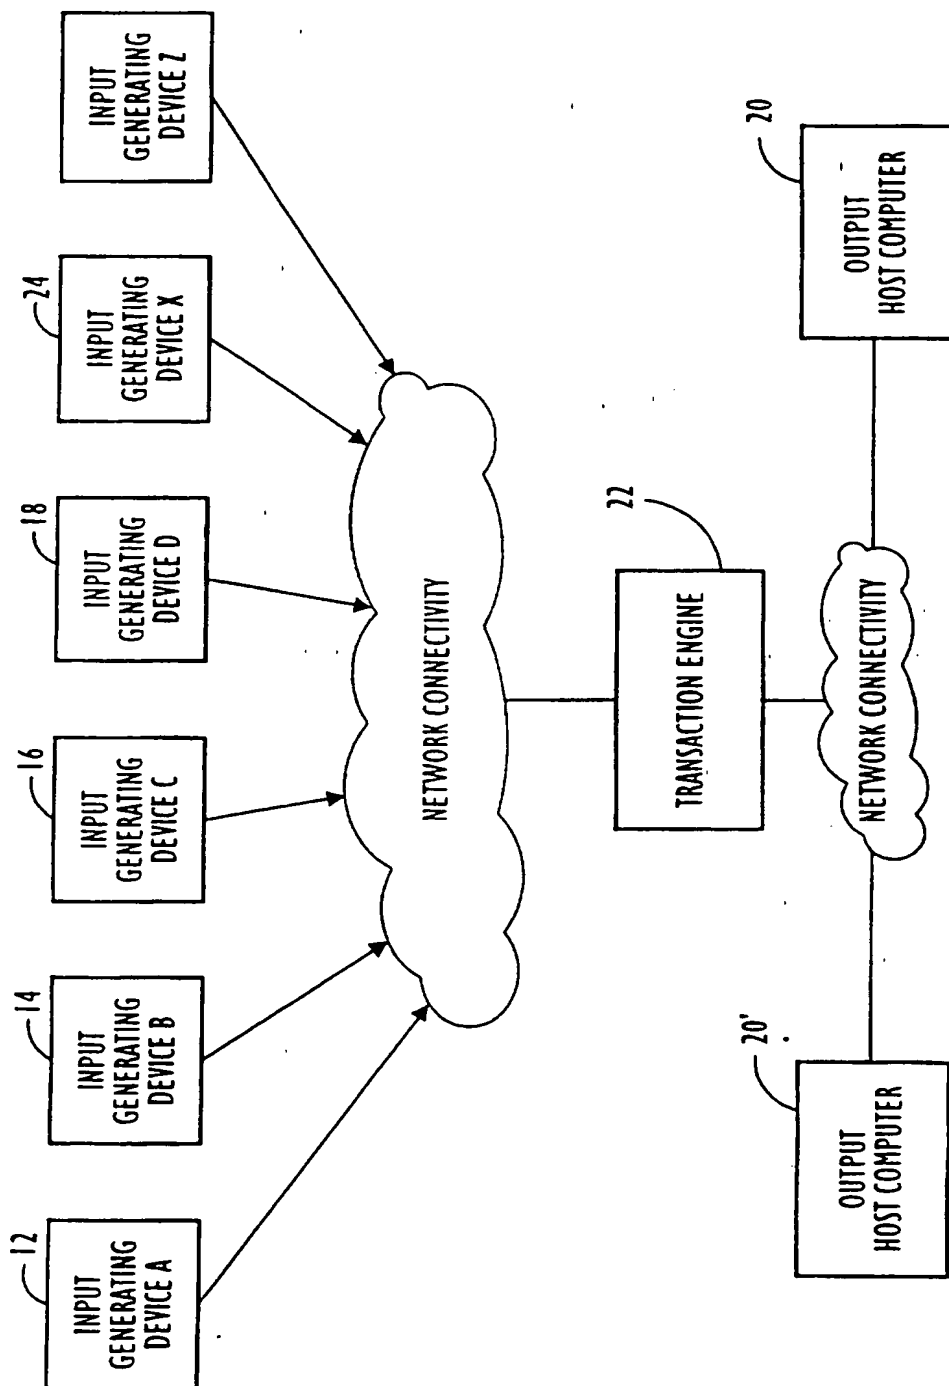 12
INPUT
GENERATING
DEVICE A
14
INPUT
GENERATING
DEVICE B
16
INPUT
GENERATING
DEVICE C
18
INPUT
GENERATING
DEVICE D
24
INPUT
GENERATING
DEVICE X
INPUT
GENERATING
DEVICE Z
NETWORK CONNECTIVITY
22
TRANSACTION ENGINE
NETWORK CONNECTIVITY
20'
OUTPUT
HOST COMPUTER
20
OUTPUT
HOST COMPUTER